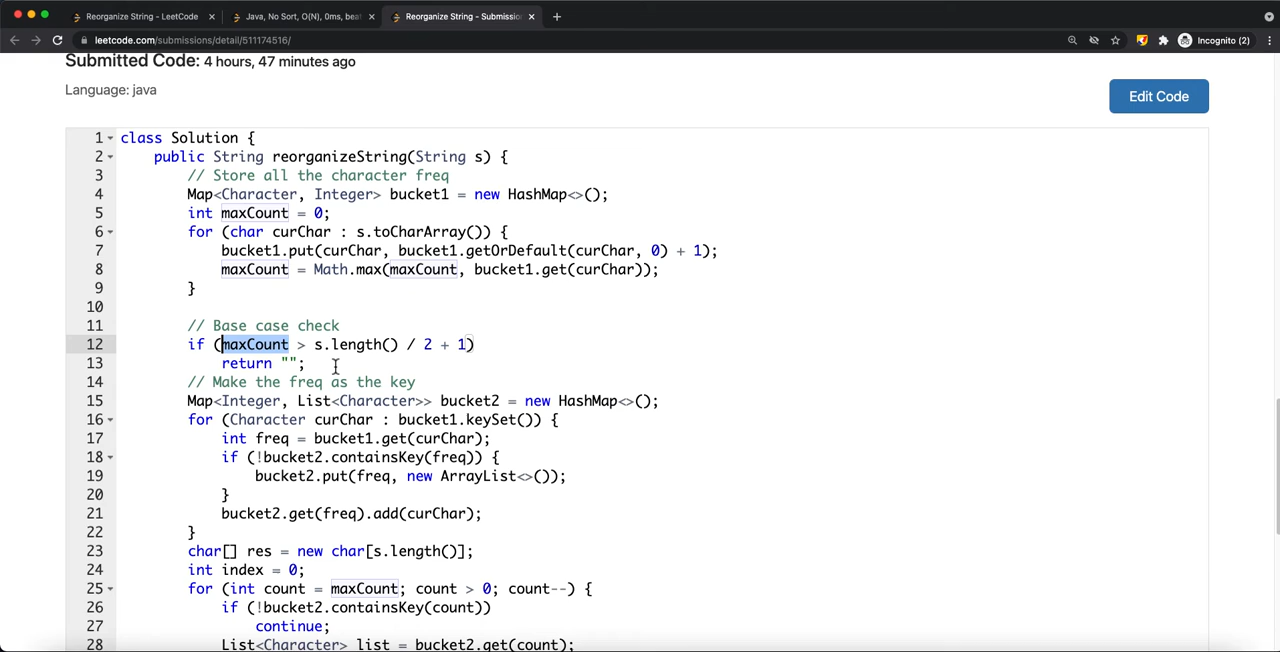 Reorganize String - LeetCode
Java, No Sort, O(N), 0ms, bea
Reorganize String - Submissio
leetcode.com/submissions/detail/511174516/
Incognito (2)
Submitted Code: 4 hours, 47 minutes ago
Language: java
Edit Code
1 class Solution {
2 public String reorganizeString(String s) {
3 // Store all the character freq
4 Map<Character, Integer> bucket1 = new HashMap<>();
5 int maxCount = 0;
6 for (char curChar : s.toCharArray()) {
7 bucket1.put(curChar, bucket1.getOrDefault(curChar, 0) + 1);
8 maxCount = Math.max(maxCount, bucket1.get(curChar));
9 }
10
11 // Base case check
12 if (maxCount > s.length() / 2 + 1)
13 return "";
14 // Make the freq as the key
15 Map<Integer, List<Character>> bucket2 = new HashMap<>();
16 for (Character curChar : bucket1.keySet()) {
17 int freq = bucket1.get(curChar);
18 if (!bucket2.containsKey(freq)) {
19 bucket2.put(freq, new ArrayList<>());
20 }
21 bucket2.get(freq).add(curChar);
22 }
23 char[] res = new char[s.length()];
24 int index = 0;
25 for (int count = maxCount; count > 0; count--) {
26 if (!bucket2.containsKey(count))
27 continue;
28 List<Character> list = bucket2.get(count);